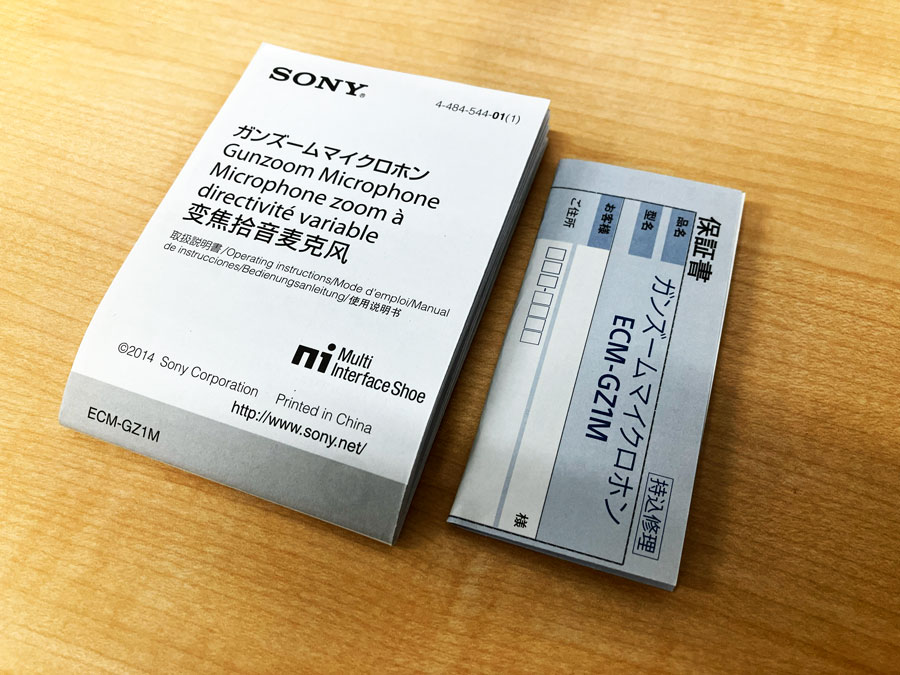 SONY®
4-484-544-01(1)
ガンズームマイクロホン
Gunzoom Microphone
Microphone zoom à
directivité variable
变焦拾音麦克风
取扱説明書/Operating instructions/Mode d'emploi/Manual
de instrucciones/Bedienungsanleitung/使用说明书
Multi
Interface Shoe
©2014 Sony Corporation Printed in China
http://www.sony.net/
ECM-GZ1M
保証書
持込修理
品名
ガンズームマイクロホン
型名
ECM-GZ1M
お客様
ご住所
様